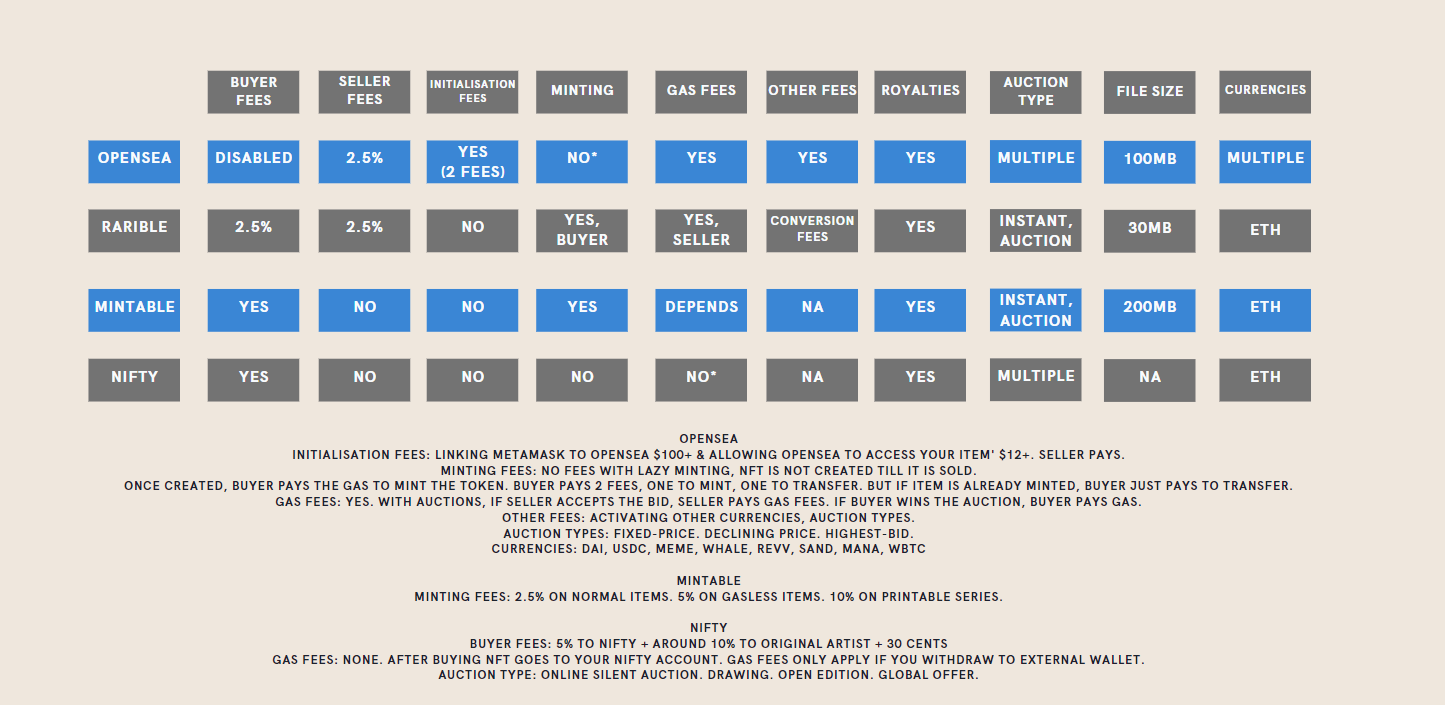 BUYER FEES SELLER FEES INITIALISATION FEES MINTING GAS FEES OTHER FEES ROYALTIES AUCTION TYPE FILE SIZE CURRENCIES
OPENSEA DISABLED 2.5% YES (2 FEES) NO* YES YES YES MULTIPLE 100MB MULTIPLE
RARIBLE 2.5% 2.5% NO YES, BUYER YES, SELLER CONVERSION FEES YES INSTANT, AUCTION 30MB ETH
MINTABLE YES NO NO YES DEPENDS NA YES INSTANT, AUCTION 200MB ETH
NIFTY YES NO NO NO NO* NA YES MULTIPLE NA ETH
OPENSEA
INITIALISATION FEES: LINKING METAMASK TO OPENSEA $100+ & ALLOWING OPENSEA TO ACCESS YOUR ITEM' $12+. SELLER PAYS.
MINTING FEES: NO FEES WITH LAZY MINTING, NFT IS NOT CREATED TILL IT IS SOLD.
ONCE CREATED, BUYER PAYS THE GAS TO MINT THE TOKEN. BUYER PAYS 2 FEES, ONE TO MINT, ONE TO TRANSFER. BUT IF ITEM IS ALREADY MINTED, BUYER JUST PAYS TO TRANSFER.
GAS FEES: YES. WITH AUCTIONS, IF SELLER ACCEPTS THE BID, SELLER PAYS GAS FEES. IF BUYER WINS THE AUCTION, BUYER PAYS GAS.
OTHER FEES: ACTIVATING OTHER CURRENCIES, AUCTION TYPES.
AUCTION TYPES: FIXED-PRICE. DECLINING PRICE. HIGHEST-BID.
CURRENCIES: DAI, USDC, MEME, WHALE, REVV, SAND, MANA, WBTC
MINTABLE
MINTING FEES: 2.5% ON NORMAL ITEMS. 5% ON GASLESS ITEMS. 10% ON PRINTABLE SERIES.
NIFTY
BUYER FEES: 5% TO NIFTY + AROUND 10% TO ORIGINAL ARTIST + 30 CENTS
GAS FEES: NONE. AFTER BUYING NFT GOES TO YOUR NIFTY ACCOUNT. GAS FEES ONLY APPLY IF YOU WITHDRAW TO EXTERNAL WALLET.
AUCTION TYPE: ONLINE SILENT AUCTION. DRAWING. OPEN EDITION. GLOBAL OFFER.